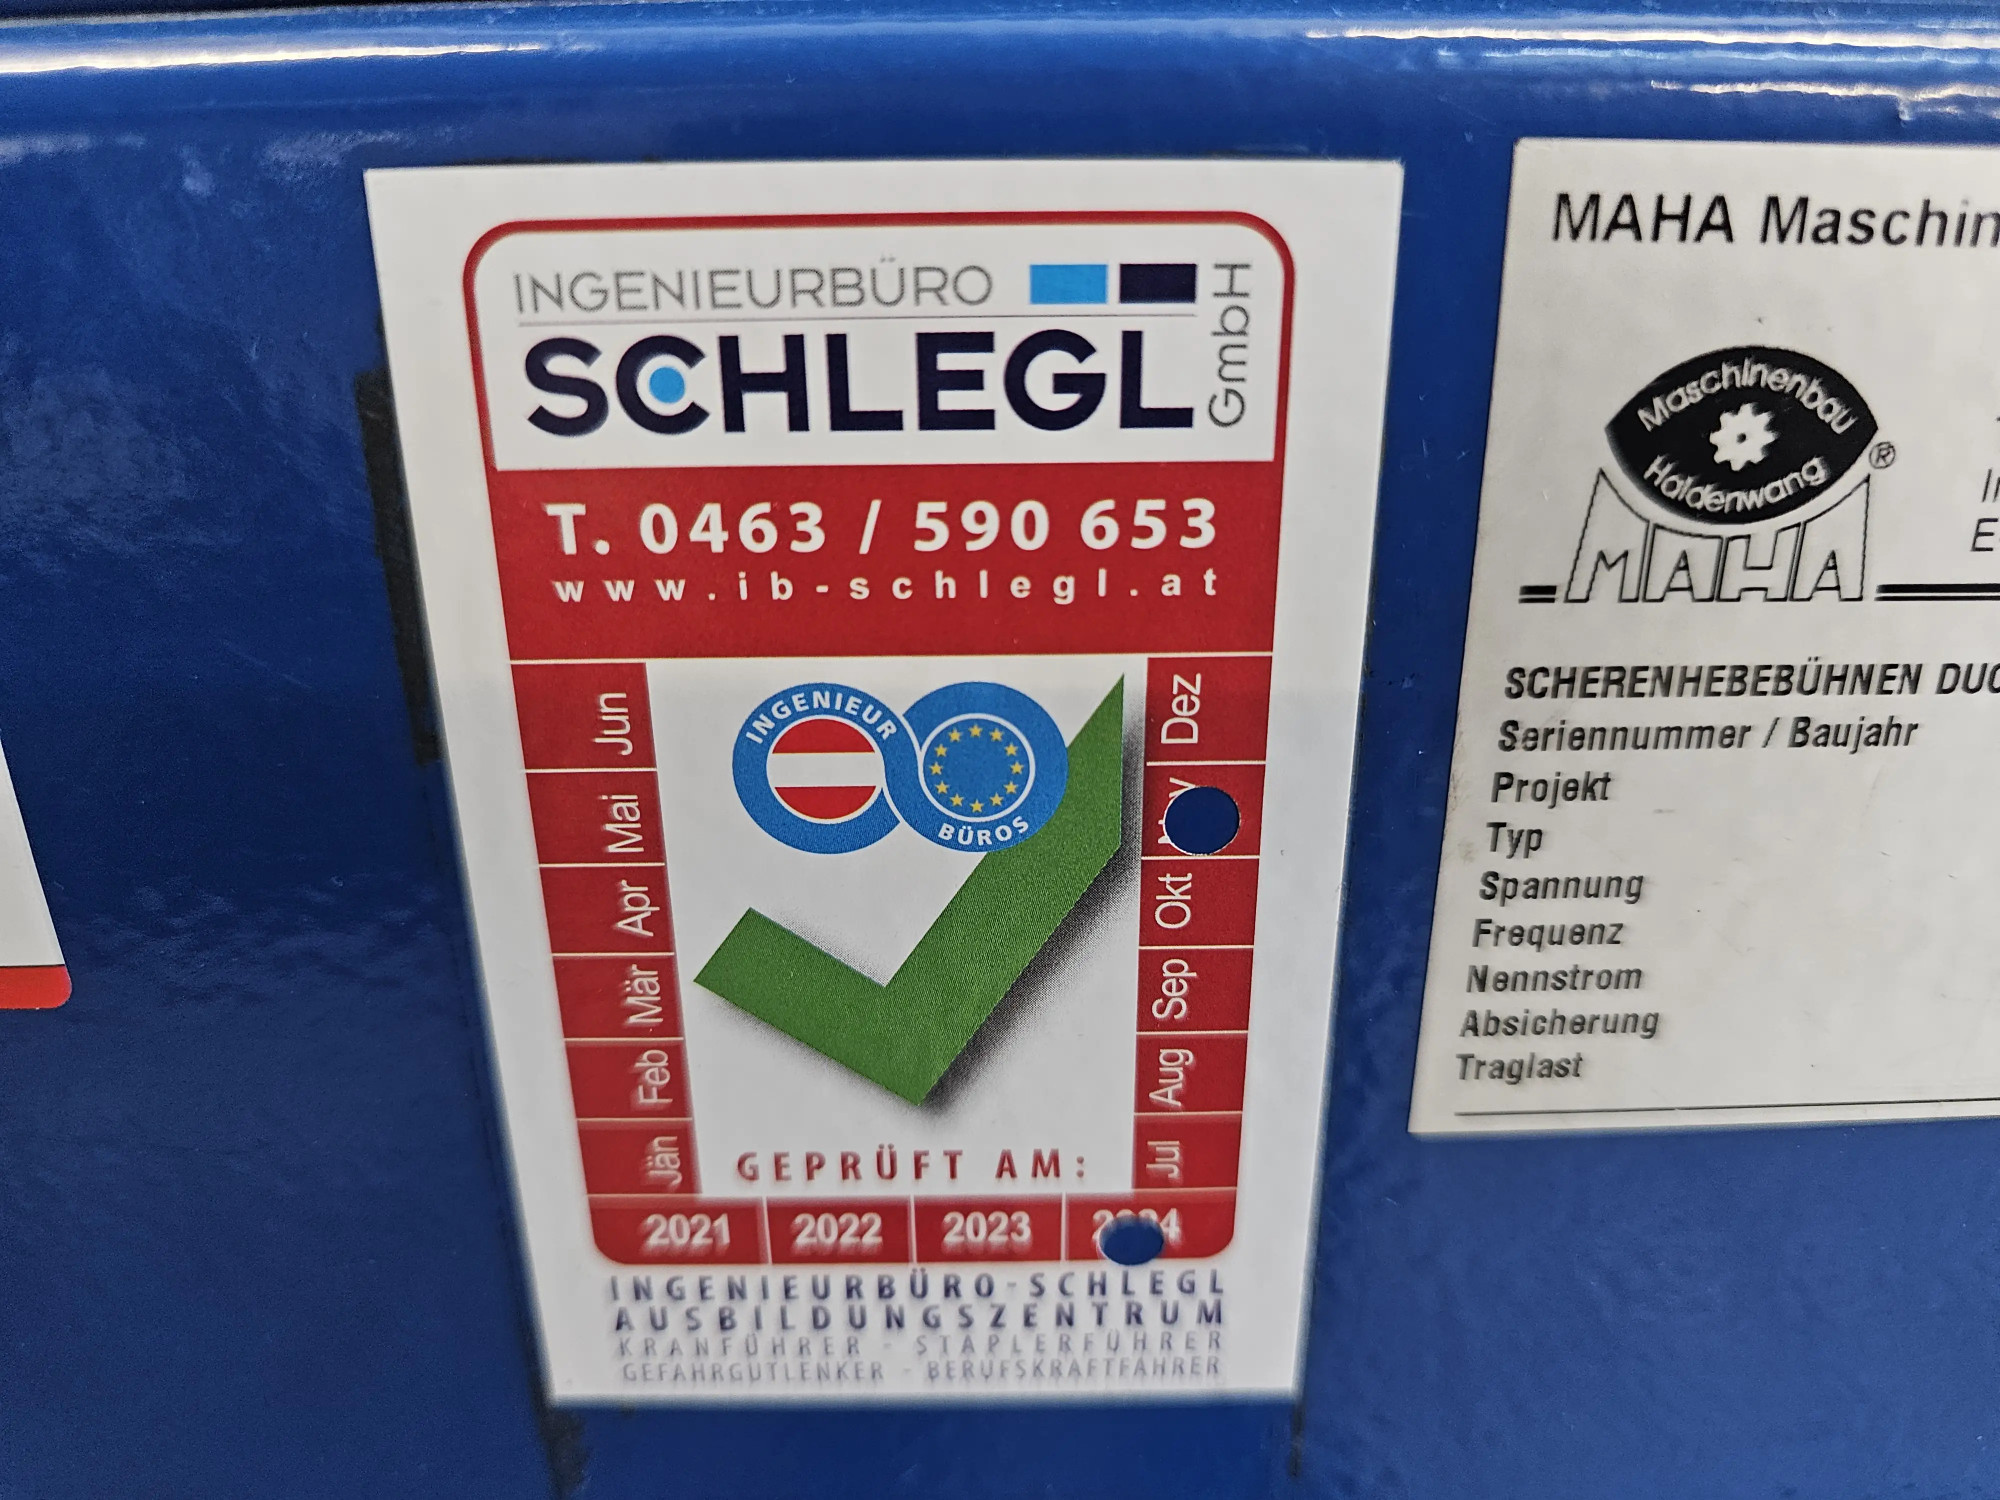 INGENIEURBÜRO
SCHLEGL
GmbH
T. 0463 / 590 653
www.ib-schlegl.at
INGENIEUR
BÜROS
Jun
Mai
Apr
Mär
Feb
Jän
Dez
Okt
Sep
Aug
Jul
GEPRÜFT AM:
2021 2022 2023 2024
INGENIEURBÜRO-SCHLEGL
AUSBILDUNGSZENTRUM
KRANFÜHRER - STAPLERFÜHRER
GEFAHRGUTLENKER - BERUFSKRAFTFAHRER
MAHA Maschin
Maschinenbau
Haldenwang
®
MAHA
SCHERENHEBEBÜHNEN DUO
Seriennummer / Baujahr
Projekt
Typ
Spannung
Frequenz
Nennstrom
Absicherung
Traglast